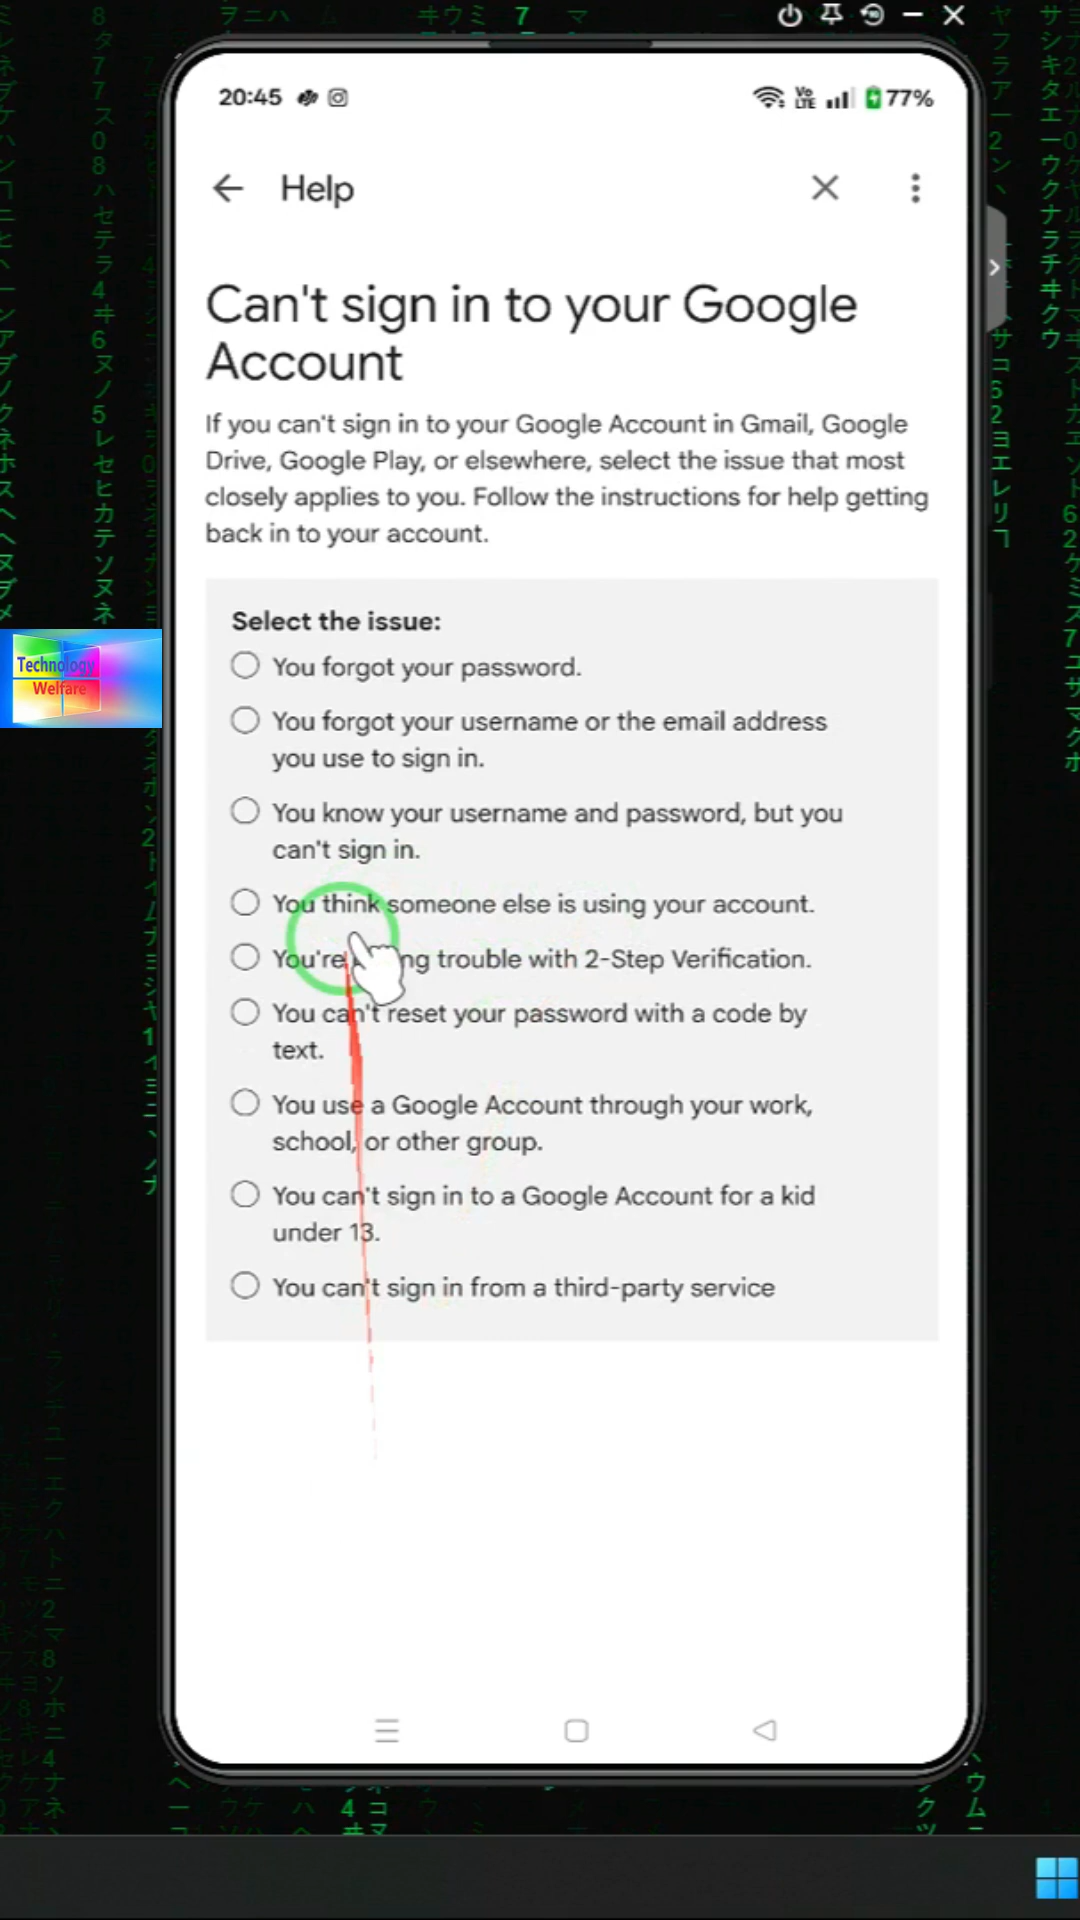 20:45
Vo
LTE
77%
Help
Can't sign in to your Google
Account
If you can't sign in to your Google Account in Gmail, Google
Drive, Google Play, or elsewhere, select the issue that most
closely applies to you. Follow the instructions for help getting
back in to your account.
Select the issue:
You forgot your password.
You forgot your username or the email address
you use to sign in.
You know your username and password, but you
can't sign in.
You think someone else is using your account.
You're ng trouble with 2-Step Verification.
You can't reset your password with a code by
text.
You use a Google Account through your work,
school, or other group.
You can't sign in to a Google Account for a kid
under 13.
You can't sign in from a third-party service
Technology
Welfare